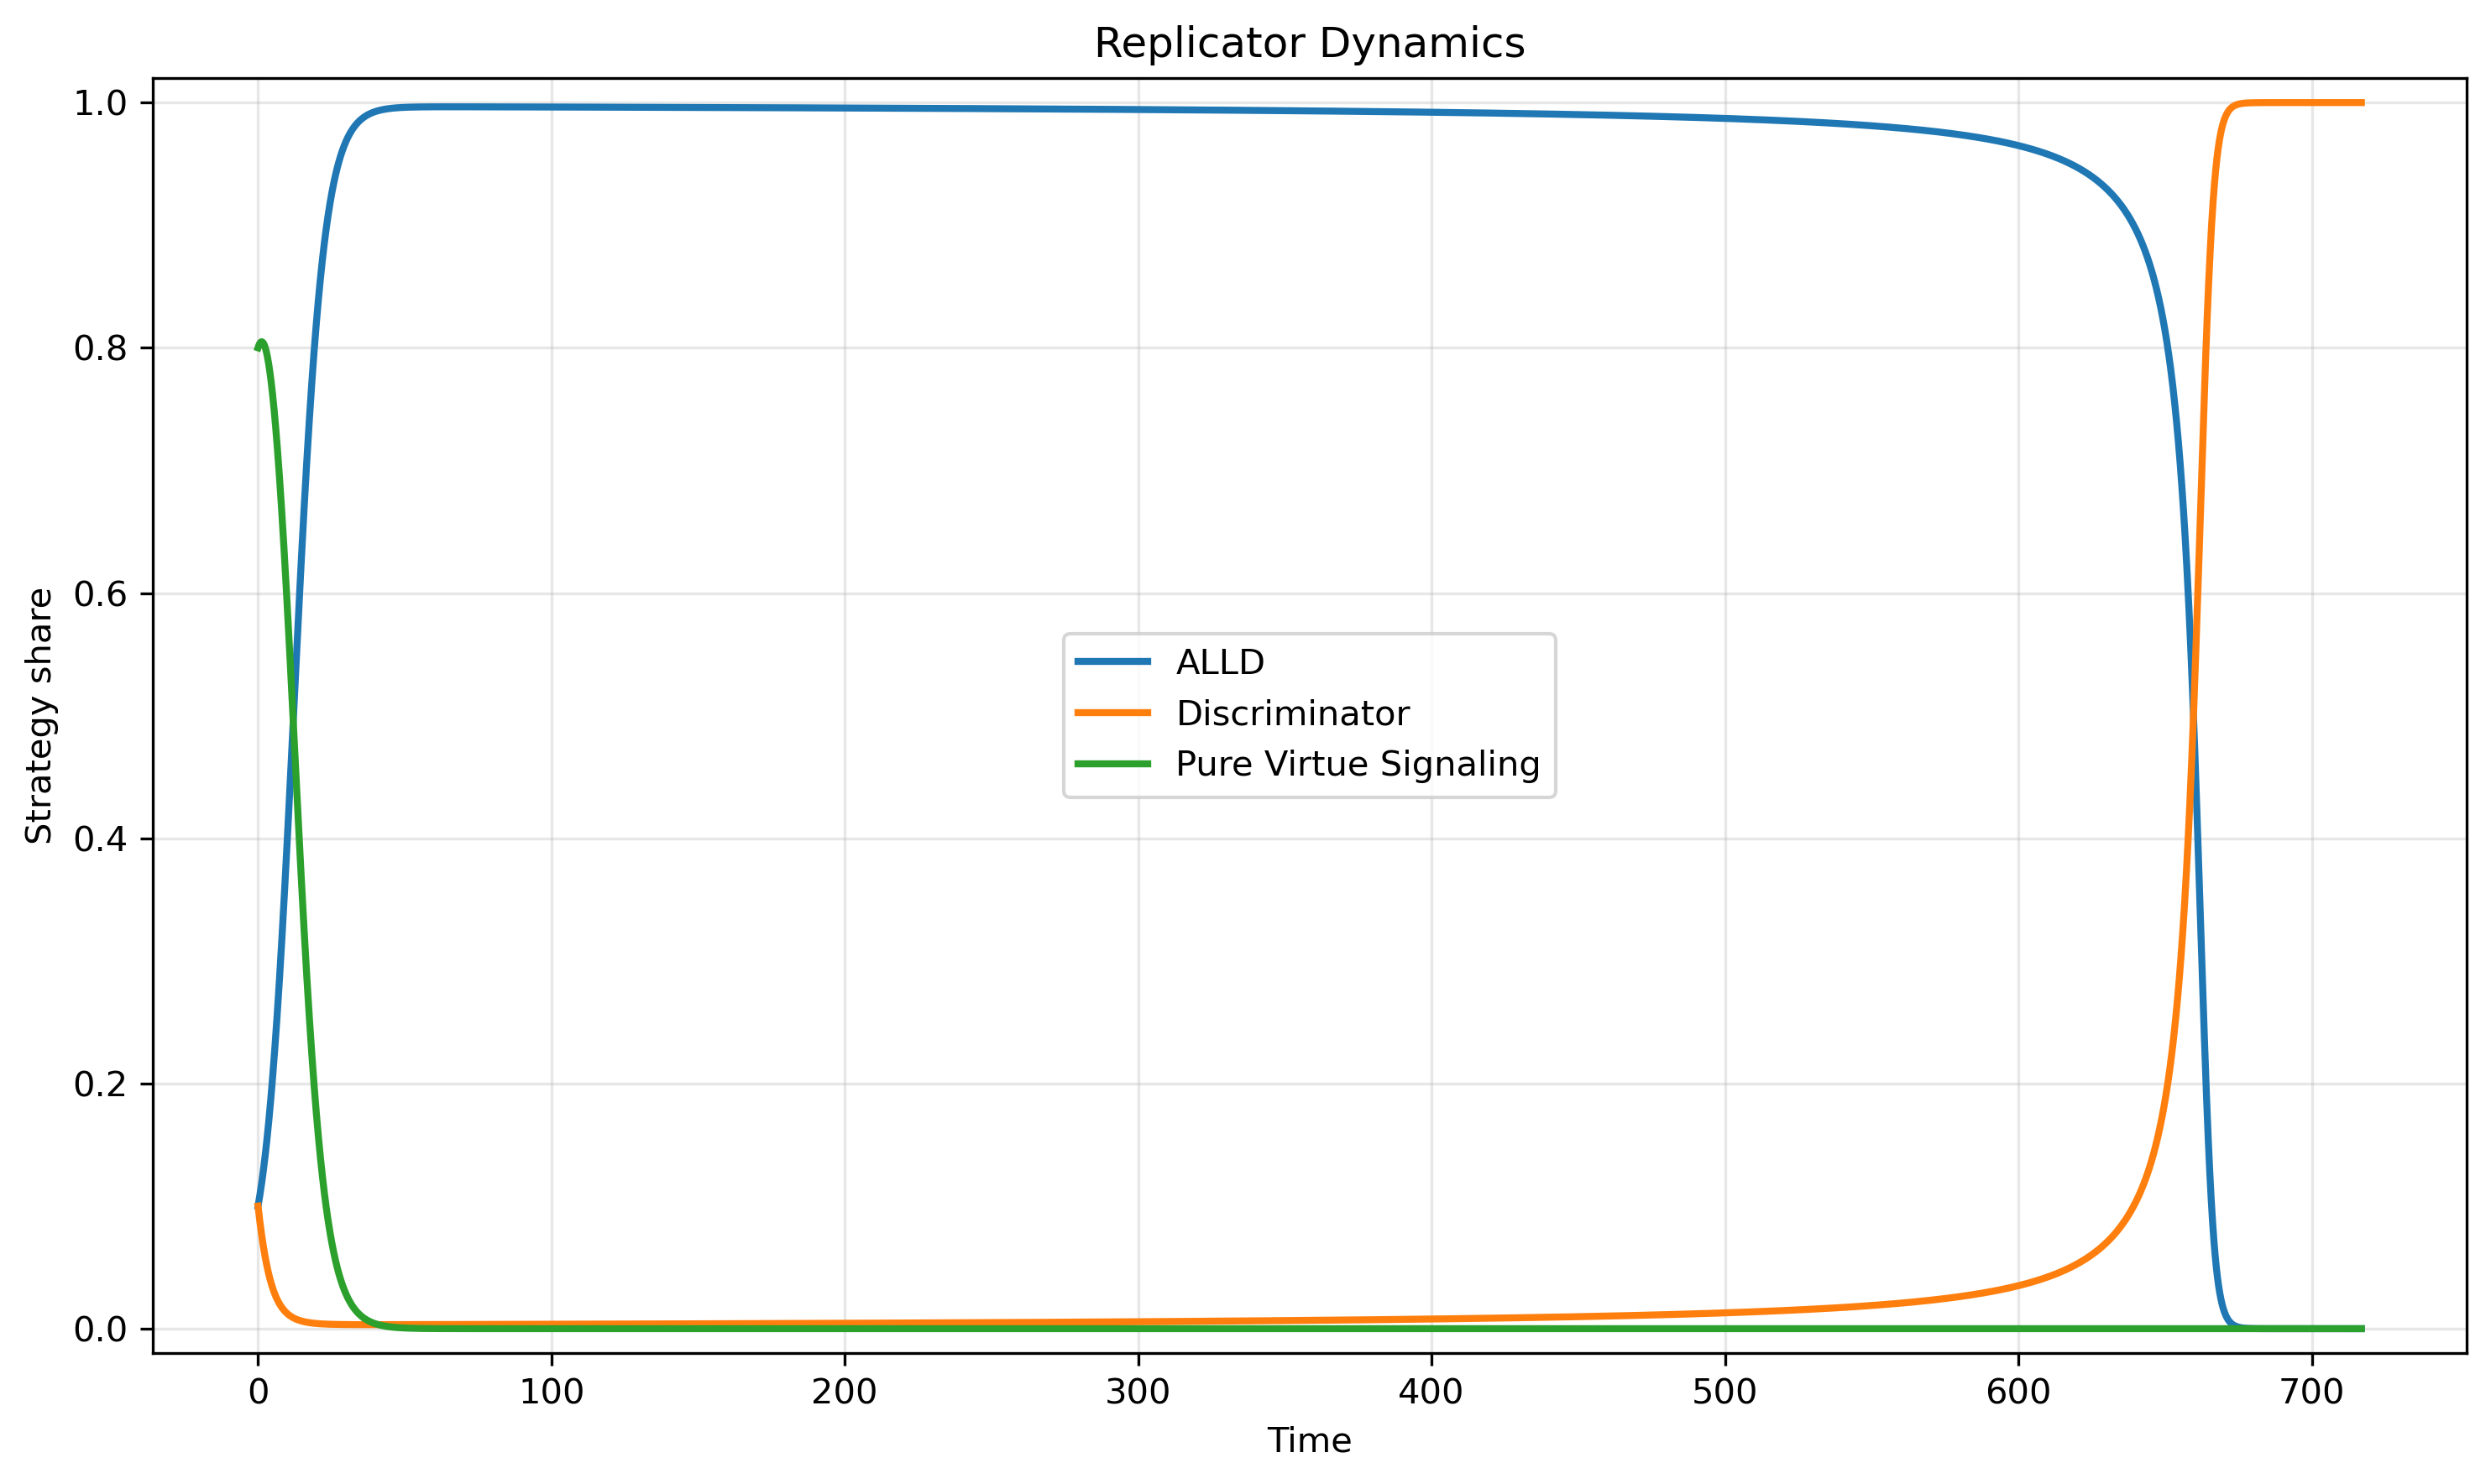 Replicator Dynamics
1.0
0.8
0.6
0.4
0.2
0.0
Strategy share
ALLD
Discriminator
Pure Virtue Signaling
0 100 200 300 400 500 600 700
Time